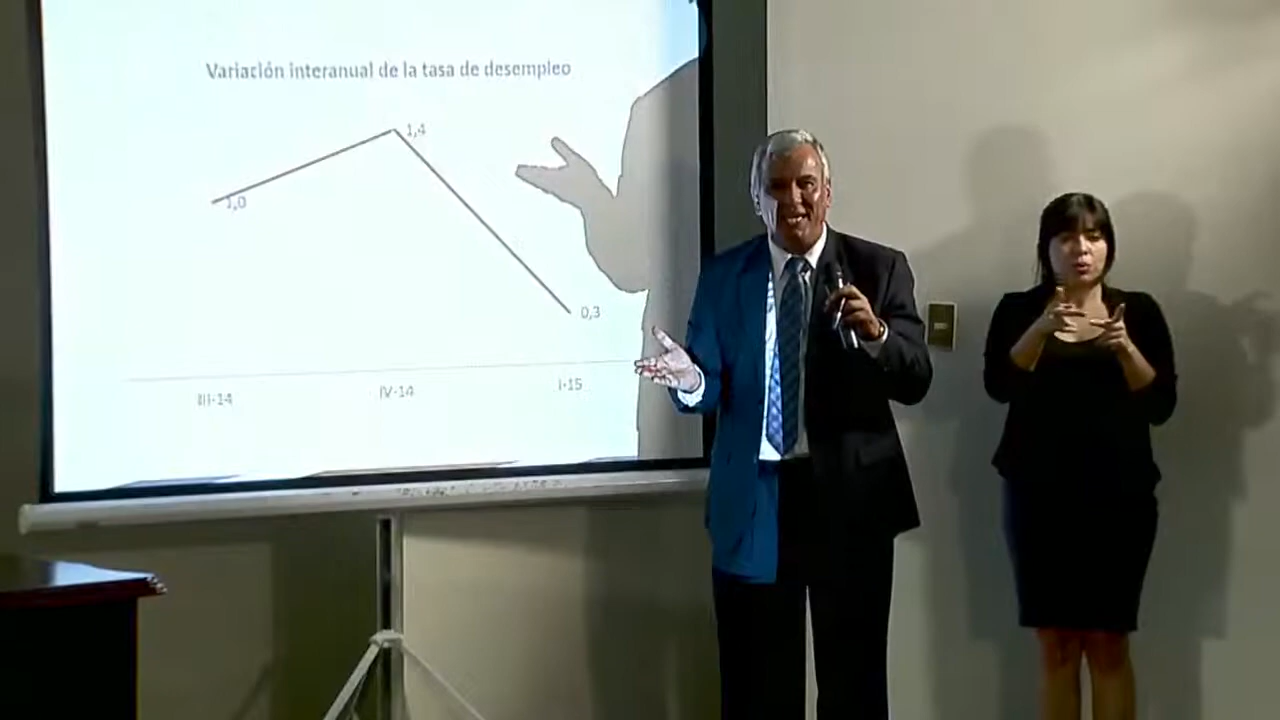 Variación interanual de la tasa de desempleo
1,4
1,0
0,3
III-14 IV-14 I-15